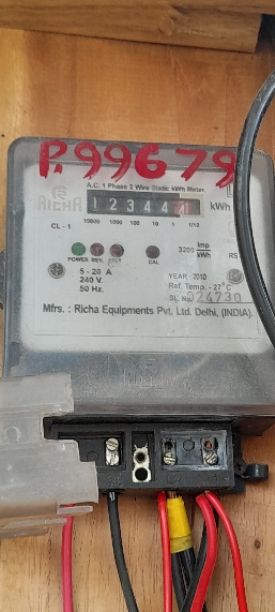 P.99679
A.C. 1 Phase 2 Wire Static kWh Meter.
RICHA
12344 kWh
CL - 1
10000 1000 100 10 1 1/10
POWER REV. CAL
3200 Imp
kWh
5 - 20 A
240 V.
50 Hz.
YEAR 2010
Ref. Temp. - 27°C
SL. No. 024730
Mfrs. : Richa Equipments Pvt. Ltd. Delhi, (INDIA).